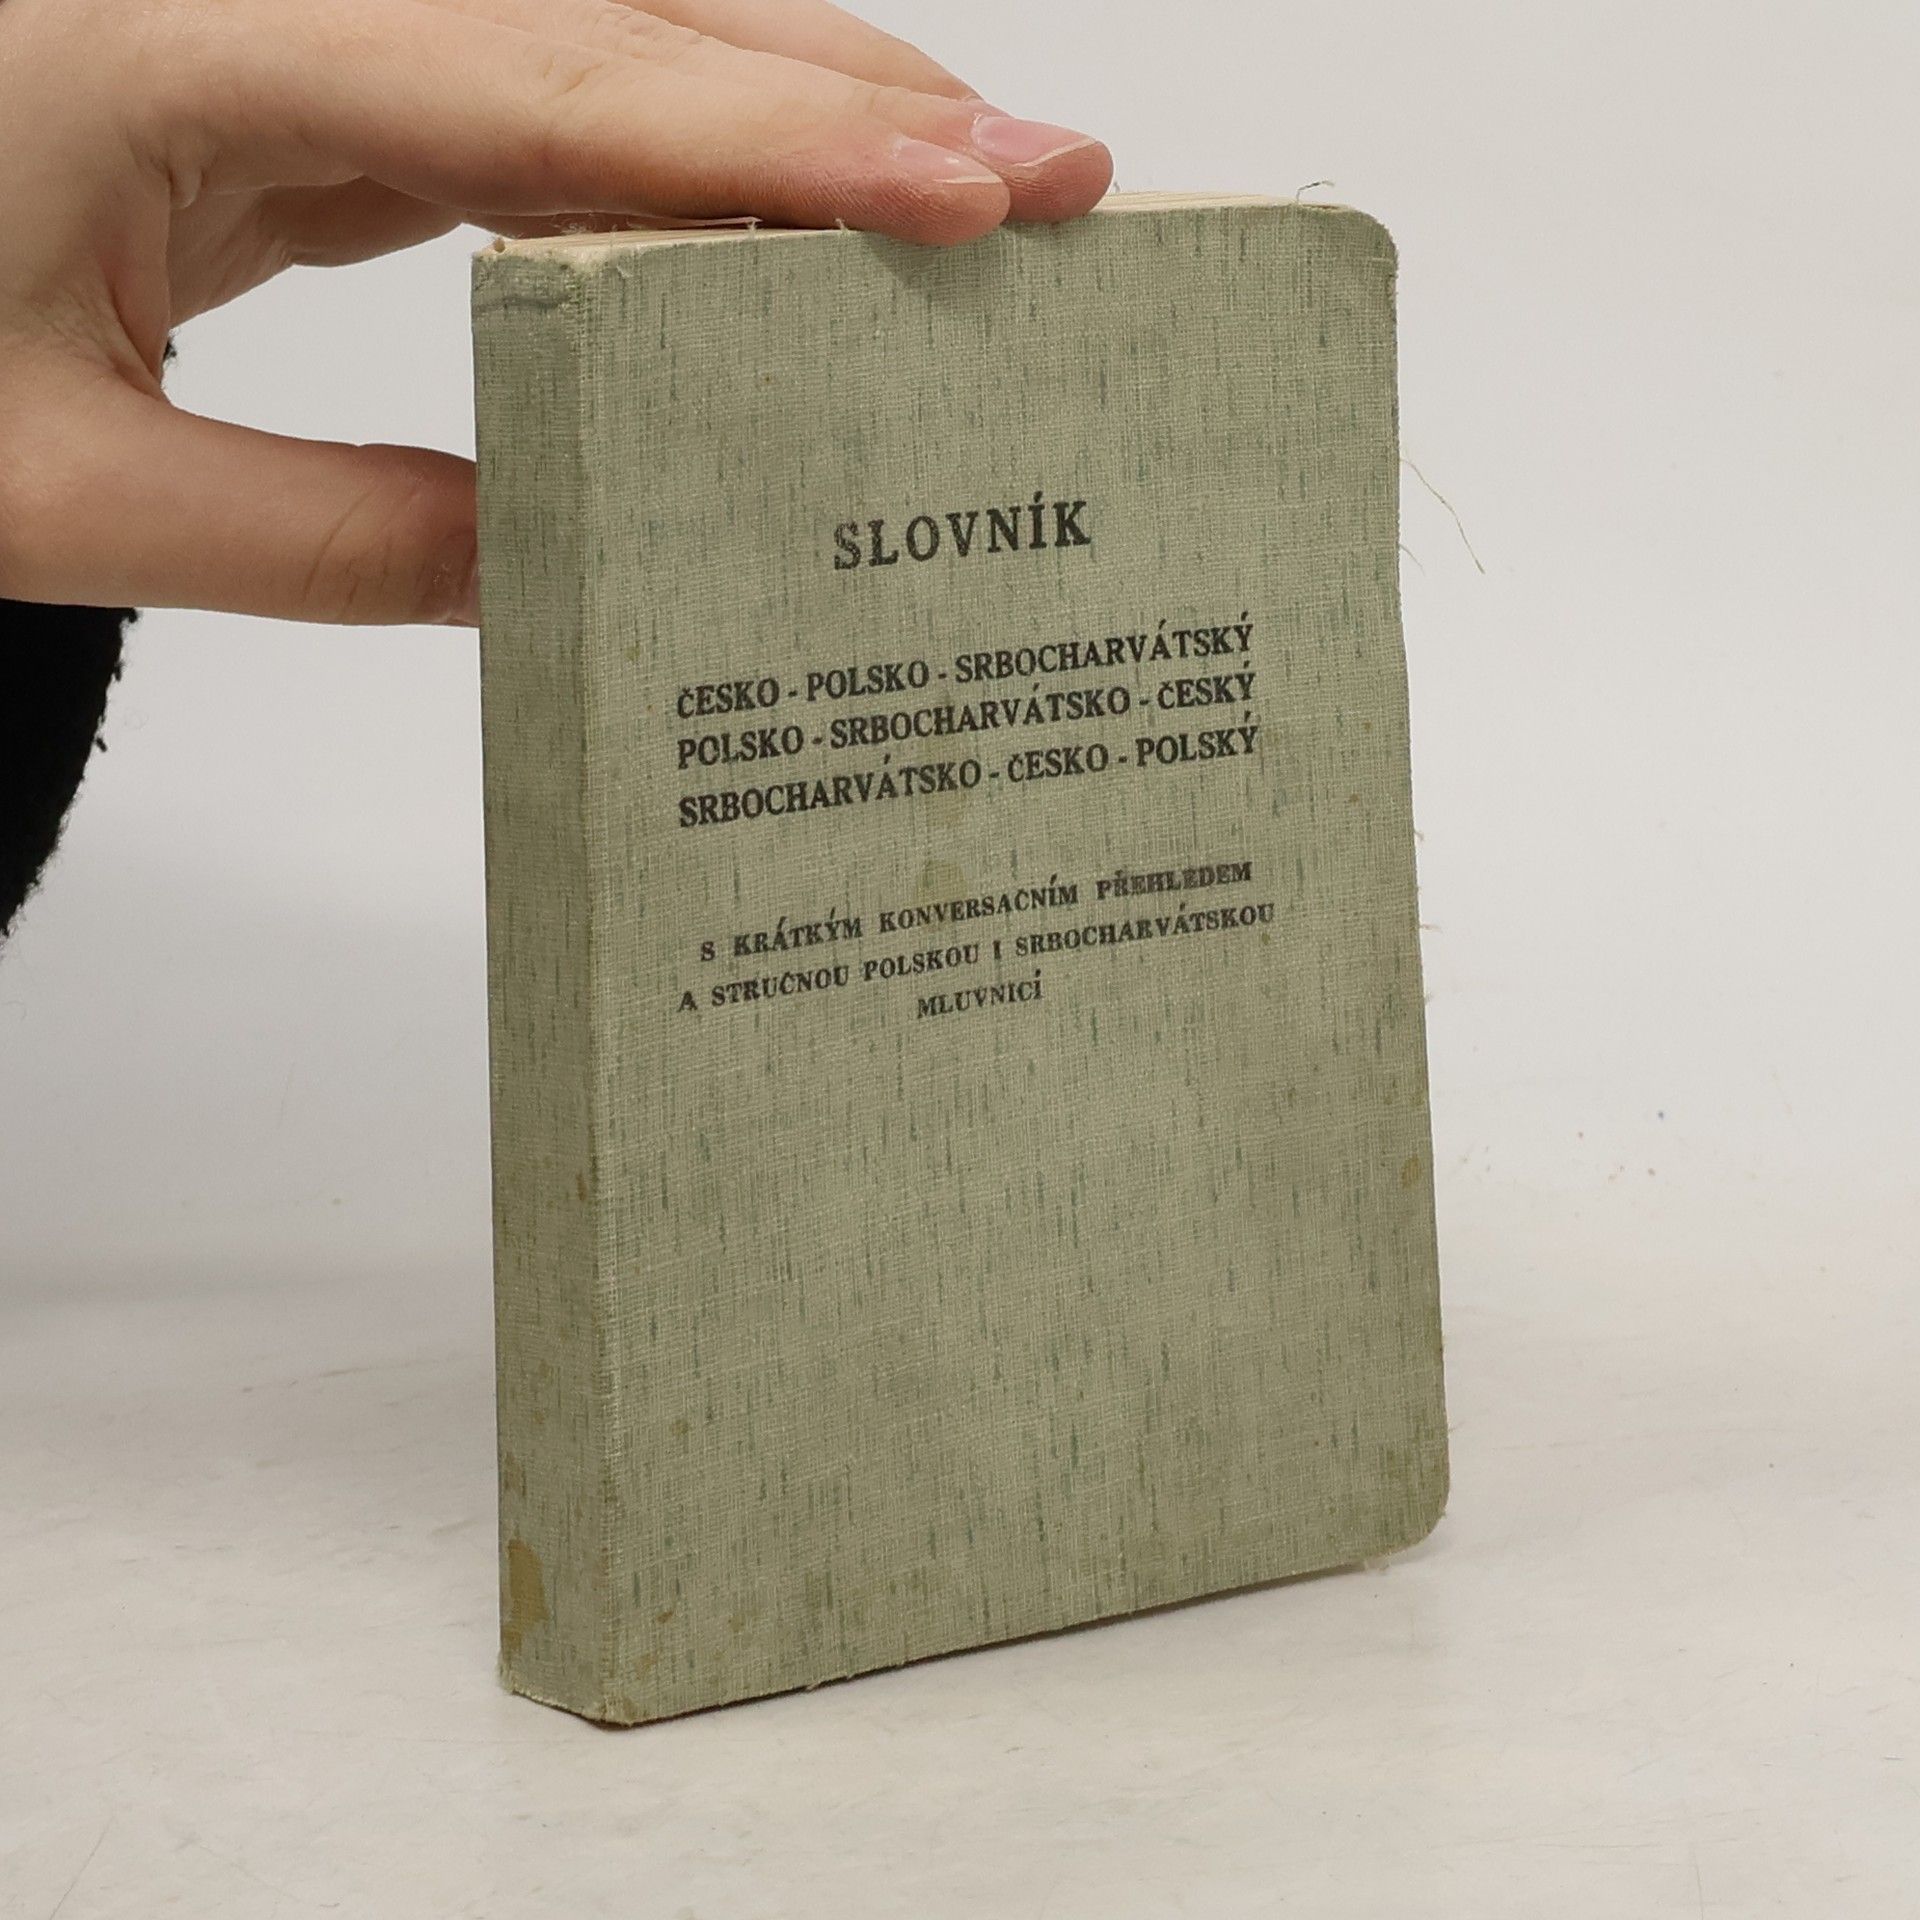 SLOVNÍK
ČESKO - POLSKO - SRBOCHARVÁTSKÝ
POLSKO - SRBOCHARVÁTSKO - ČESKÝ
SRBOCHARVÁTSKO - ČESKO - POLSKÝ
S KRÁTKÝM KONVERSAČNÍM PŘEHLEDEM
A STRUČNOU POLSKOU I SRBOCHARVÁTSKOU
MLUVNICÍ